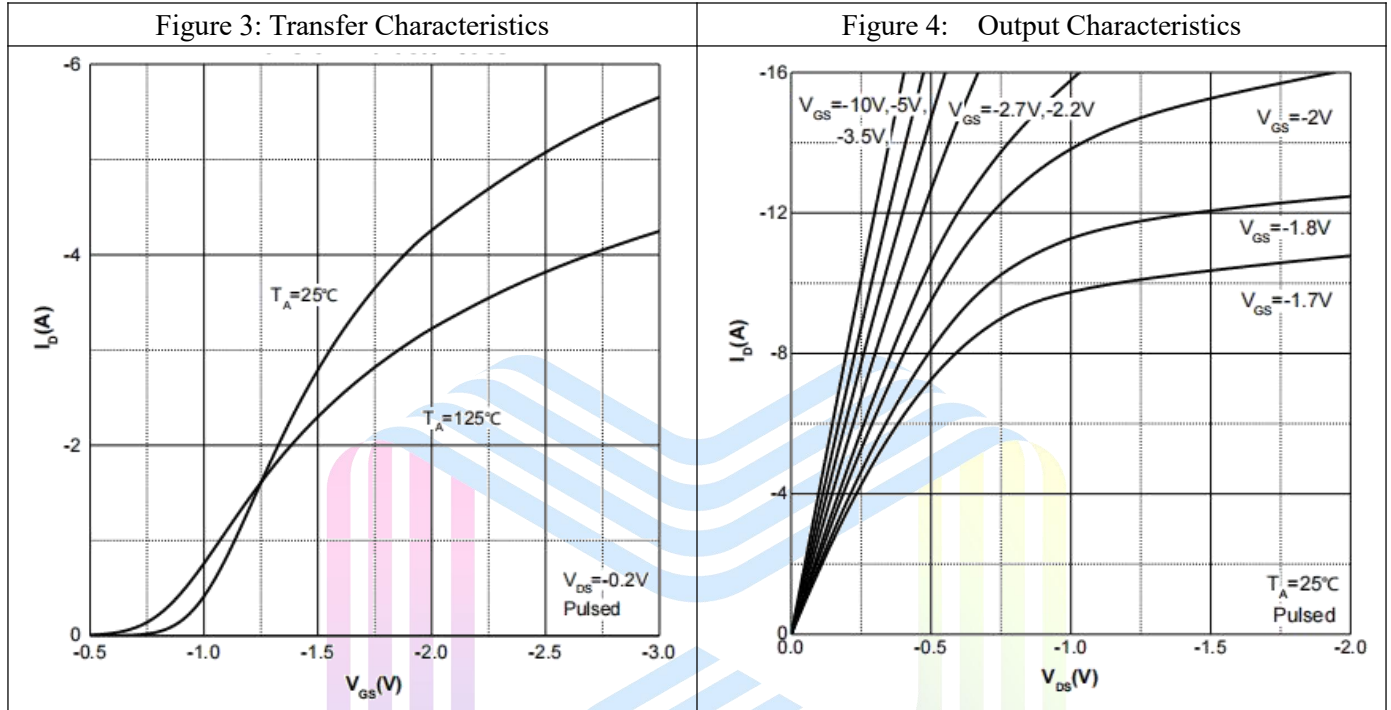 Figure 3: Transfer Characteristics
Figure 4: Output Characteristics
-6
-4
-2
0
I_D(A)
T_A=25℃
T_A=125℃
V_DS=-0.2V
Pulsed
-0.5 -1.0 -1.5 -2.0 -2.5 -3.0
V_GS(V)
-16
-12
-8
-4
0
I_D(A)
V_GS=-10V,-5V,
-3.5V,
V_GS=-2.7V,-2.2V
V_GS=-2V
V_GS=-1.8V
V_GS=-1.7V
T_A=25℃
Pulsed
0.0 -0.5 -1.0 -1.5 -2.0
V_DS(V)